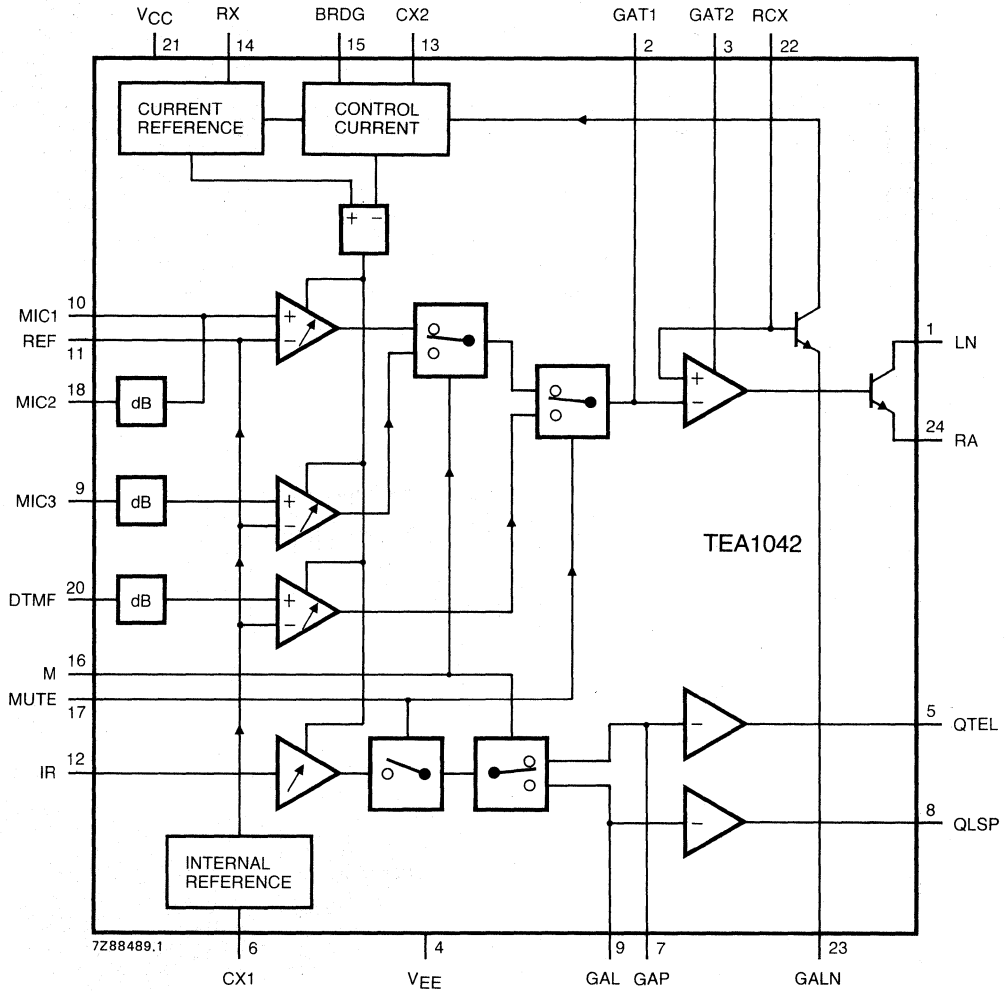 VCC RX BRDG CX2 GAT1 GAT2 RCX
21 14 15 13 2 3 22
CURRENT
REFERENCE
CONTROL
CURRENT
+ −
MIC1 10
+
−
REF
11
1 LN
+
−
MIC2 18
dB
24
RA
MIC3 9
dB
+
−
TEA1042
DTMF 20
dB
+
−
M 16
MUTE
17
−
5
QTEL
IR 12
−
8
QLSP
INTERNAL
REFERENCE
7Z88489.1
6 4 9 7 23
CX1 VEE GAL GAP GALN